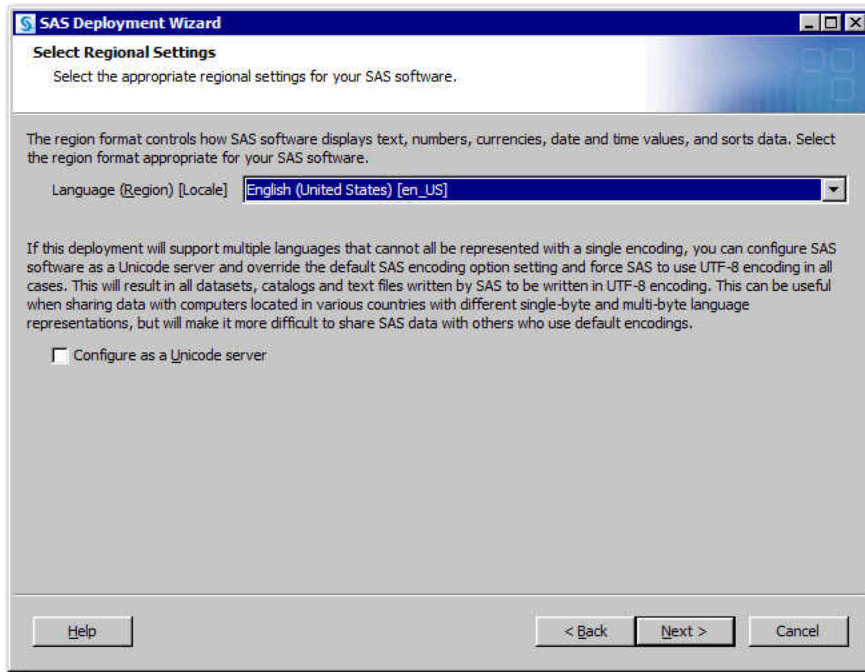 SAS Deployment Wizard
Select Regional Settings
Select the appropriate regional settings for your SAS software.
The region format controls how SAS software displays text, numbers, currencies, date and time values, and sorts data. Select
the region format appropriate for your SAS software.
Language (Region) [Locale] English (United States) [en_US]
If this deployment will support multiple languages that cannot all be represented with a single encoding, you can configure SAS
software as a Unicode server and override the default SAS encoding option setting and force SAS to use UTF-8 encoding in all
cases. This will result in all datasets, catalogs and text files written by SAS to be written in UTF-8 encoding. This can be useful
when sharing data with computers located in various countries with different single-byte and multi-byte language
representations, but will make it more difficult to share SAS data with others who use default encodings.
Configure as a Unicode server
Help < Back Next > Cancel